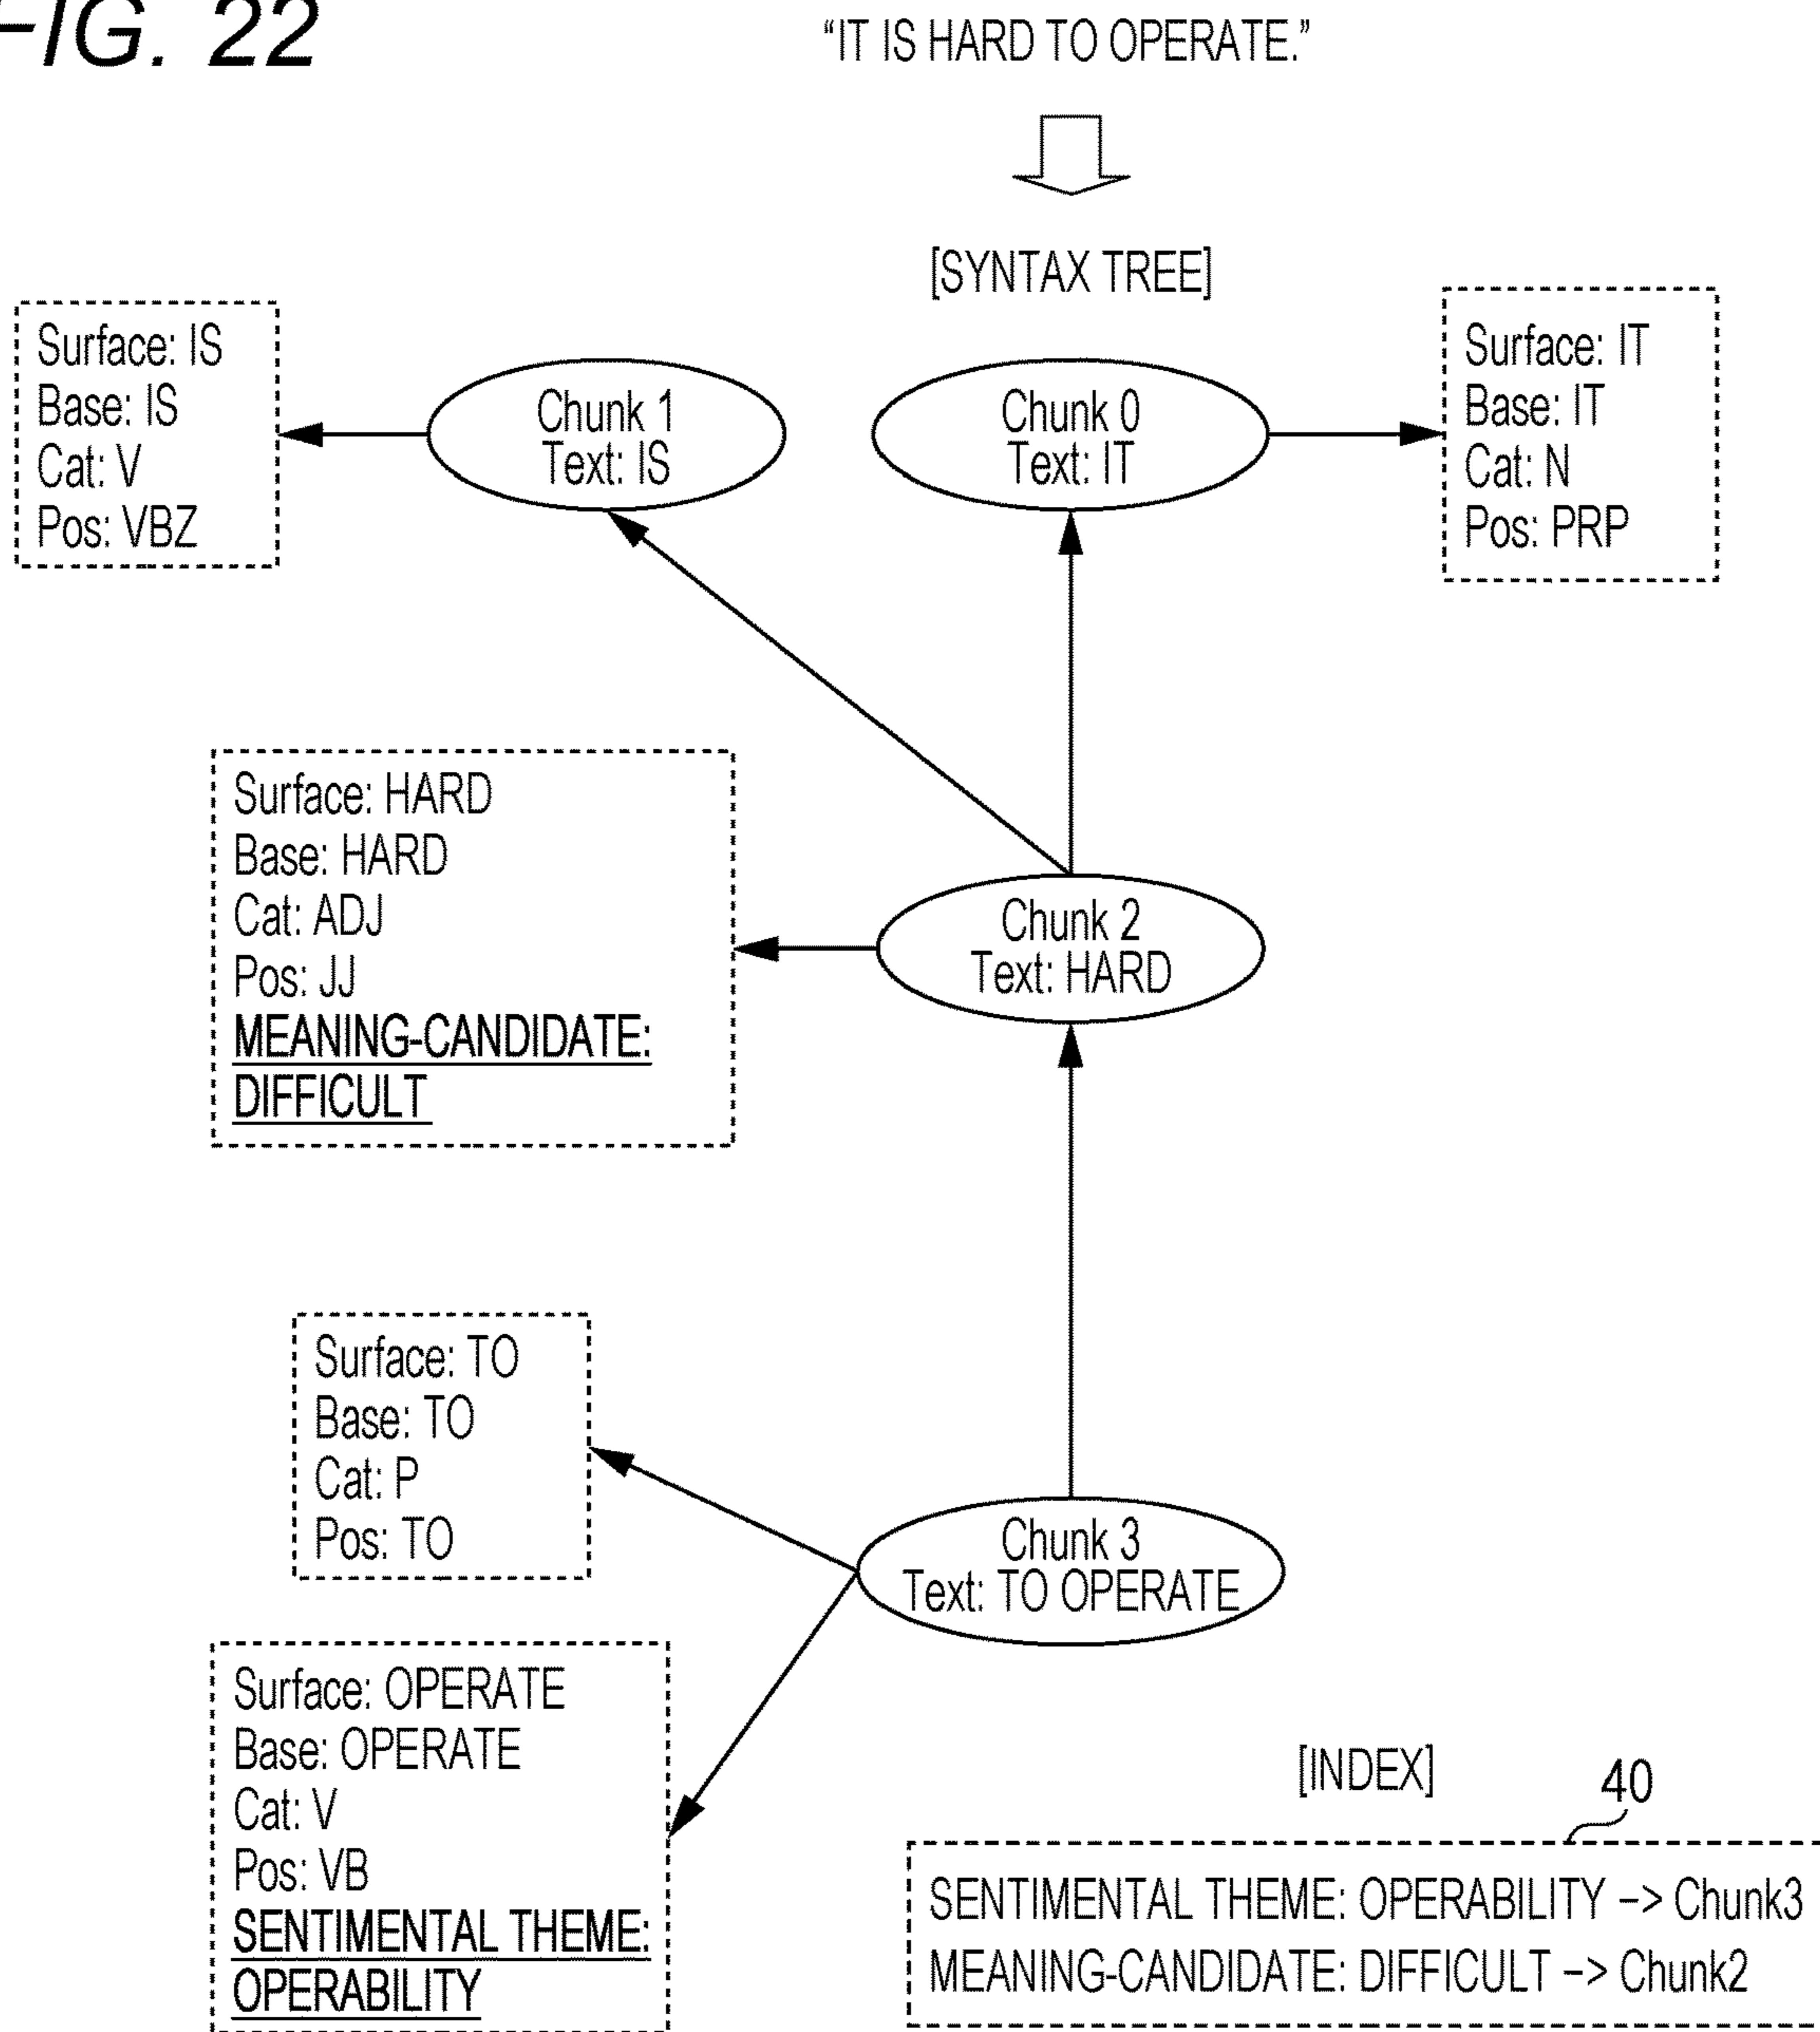 FIG. 22
“IT IS HARD TO OPERATE.”
[SYNTAX TREE]
Surface: IS
Base: IS
Cat: V
Pos: VBZ
Chunk 1
Text: IS
Chunk 0
Text: IT
Surface: IT
Base: IT
Cat: N
Pos: PRP
Surface: HARD
Base: HARD
Cat: ADJ
Pos: JJ
MEANING-CANDIDATE:
DIFFICULT
Chunk 2
Text: HARD
Surface: TO
Base: TO
Cat: P
Pos: TO
Chunk 3
Text: TO OPERATE
Surface: OPERATE
Base: OPERATE
Cat: V
Pos: VB
SENTIMENTAL THEME:
OPERABILITY
[INDEX]
40
SENTIMENTAL THEME: OPERABILITY –> Chunk3
MEANING-CANDIDATE: DIFFICULT –> Chunk2